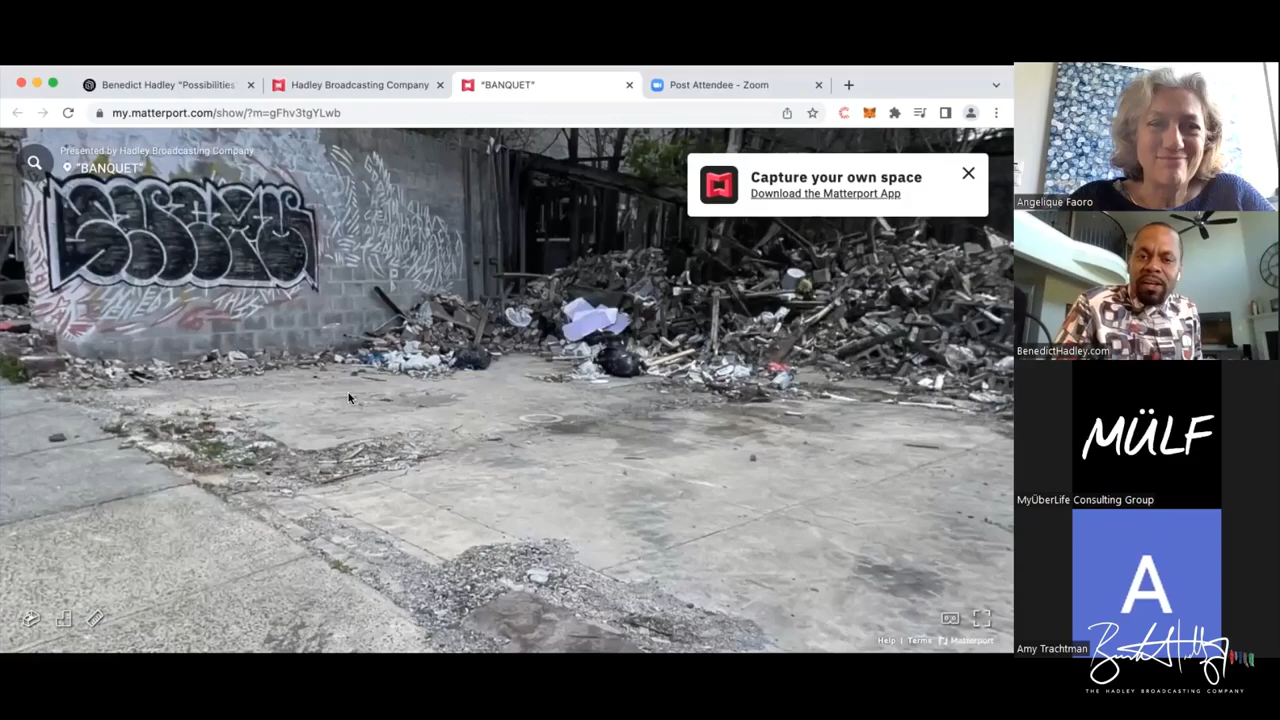 Benedict Hadley "Possibilities"
Hadley Broadcasting Company
"BANQUET"
Post Attendee - Zoom
my.matterport.com/show/?m=gFhv3tgYLwb
Presented by Hadley Broadcasting Company
"BANQUET"
Capture your own space
Download the Matterport App
Help | Terms
Matterport
Angelique Faoro
BenedictHadley.com
MÜLF
MyÜberLife Consulting Group
A
Amy Trachtman
THE HADLEY BROADCASTING COMPANY